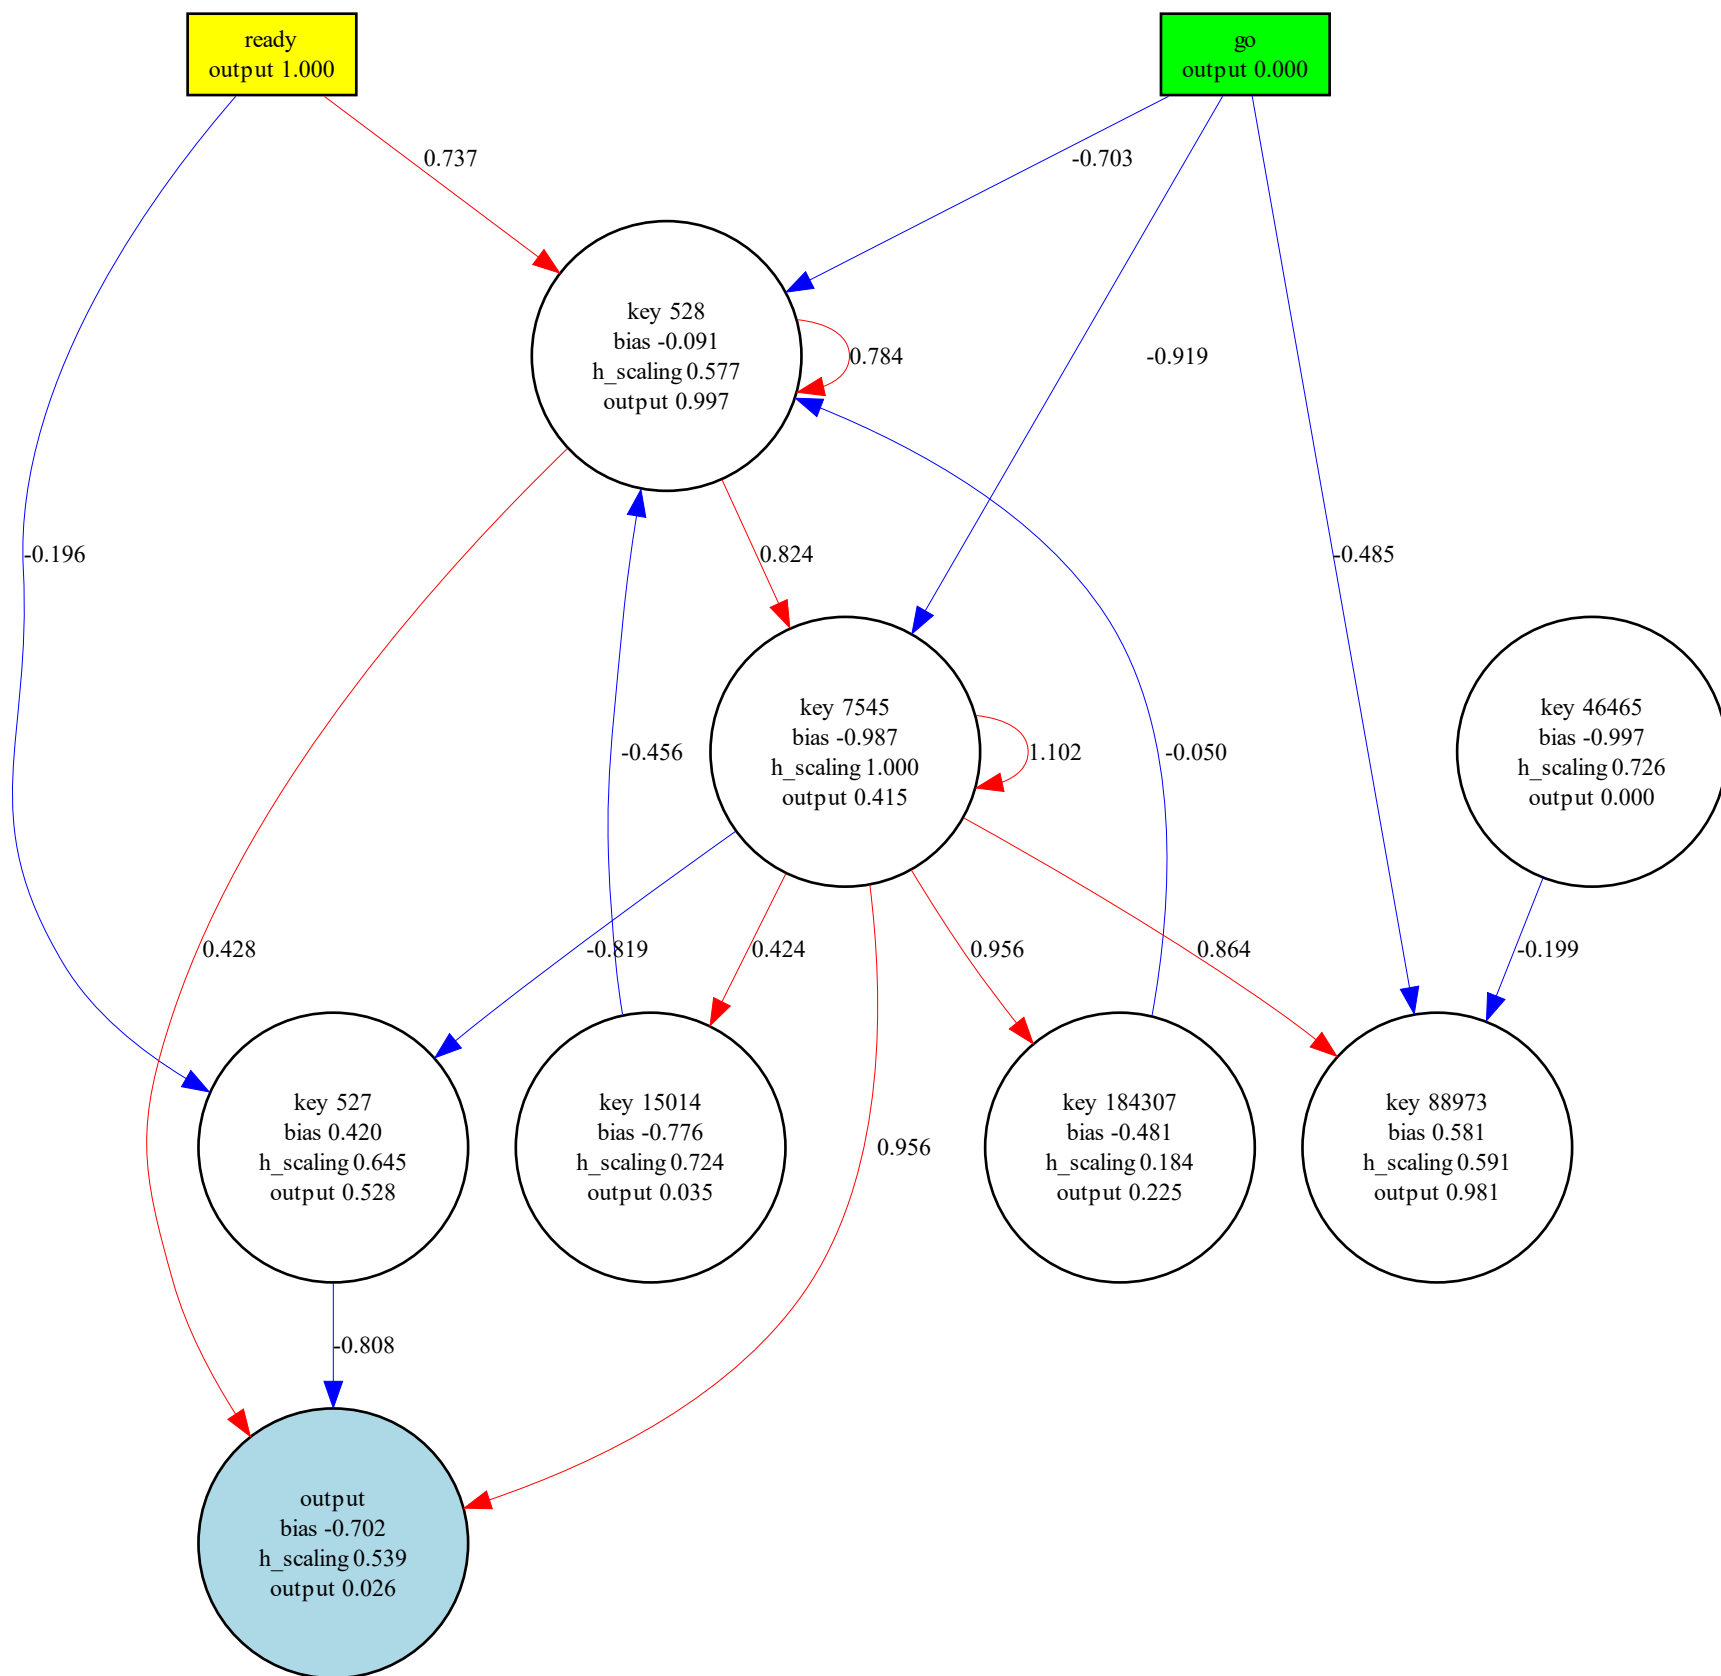 ready
output 1.000
go
output 0.000
0.737
-0.703
key 528
bias -0.091
h_scaling 0.577
output 0.997
0.784
-0.919
-0.196
0.824
-0.485
key 7545
bias -0.987
h_scaling 1.000
output 0.415
1.102
-0.456
-0.050
key 46465
bias -0.997
h_scaling 0.726
output 0.000
0.428
-0.819
0.424
0.956
0.864
-0.199
key 527
bias 0.420
h_scaling 0.645
output 0.528
key 15014
bias -0.776
h_scaling 0.724
output 0.035
0.956
key 184307
bias -0.481
h_scaling 0.184
output 0.225
key 88973
bias 0.581
h_scaling 0.591
output 0.981
-0.808
output
bias -0.702
h_scaling 0.539
output 0.026